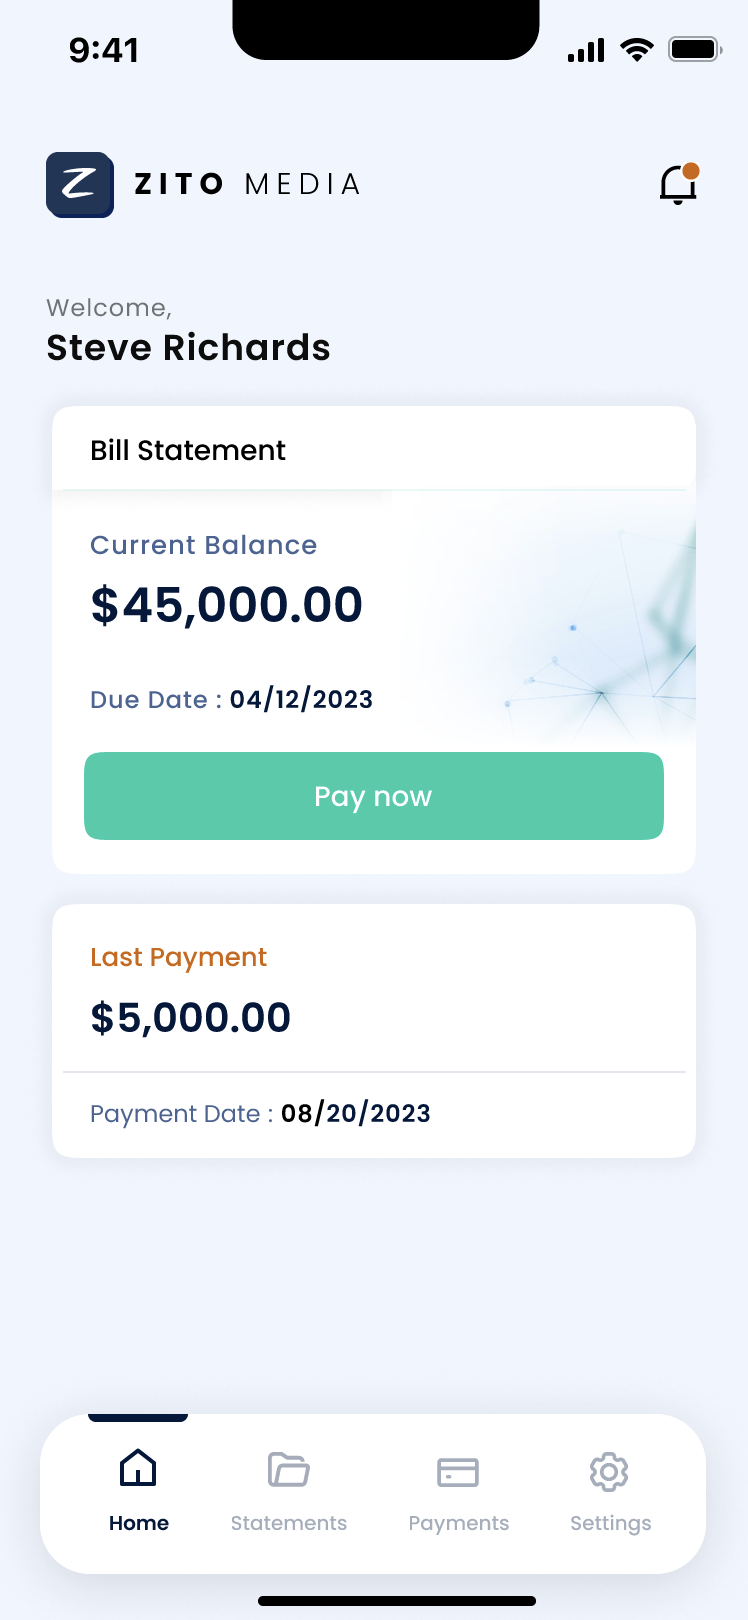 9:41
ZITO MEDIA
Welcome,
Steve Richards
Bill Statement
Current Balance
$45,000.00
Due Date : 04/12/2023
Pay now
Last Payment
$5,000.00
Payment Date : 08/20/2023
Home Statements Payments Settings